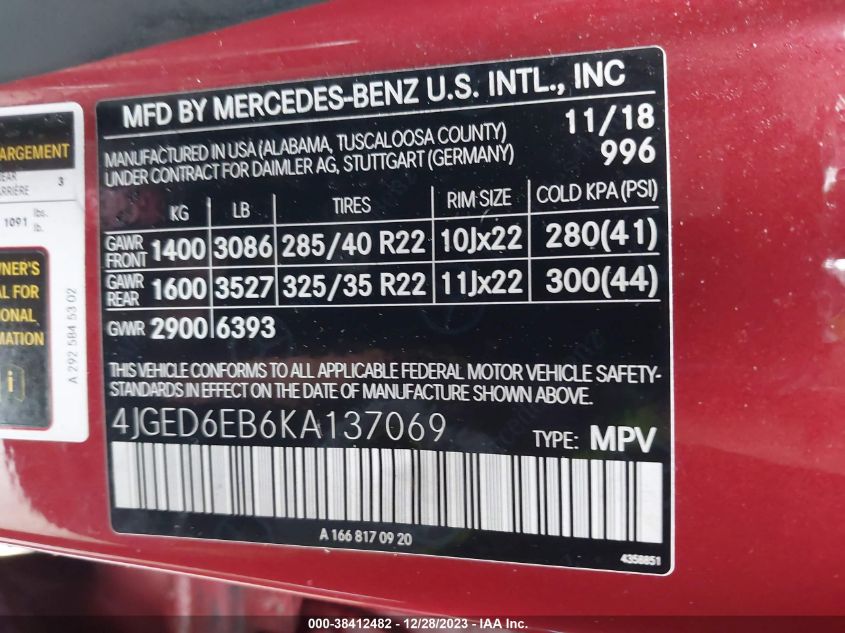 ARGEMENT
3
1091 lbs.
lb.
WNER'S
AL FOR
IONAL
MATION
A 292 584 53 02
MFD BY MERCEDES-BENZ U.S. INTL., INC
MANUFACTURED IN USA (ALABAMA, TUSCALOOSA COUNTY) 11/18
UNDER CONTRACT FOR DAIMLER AG, STUTTGART (GERMANY) 996
KG LB TIRES RIM SIZE COLD KPA(PSI)
GAWR FRONT 1400 3086 285/40 R22 10Jx22 280(41)
GAWR REAR 1600 3527 325/35 R22 11Jx22 300(44)
GVWR 2900 6393
THIS VEHICLE CONFORMS TO ALL APPLICABLE FEDERAL MOTOR VEHICLE SAFETY-
STANDARDS IN EFFECT ON THE DATE OF MANUFACTURE SHOWN ABOVE.
4JGED6EB6KA137069 TYPE: MPV
A 166 817 09 20
4358851
000-38412482 - 12/28/2023 - IAA Inc.